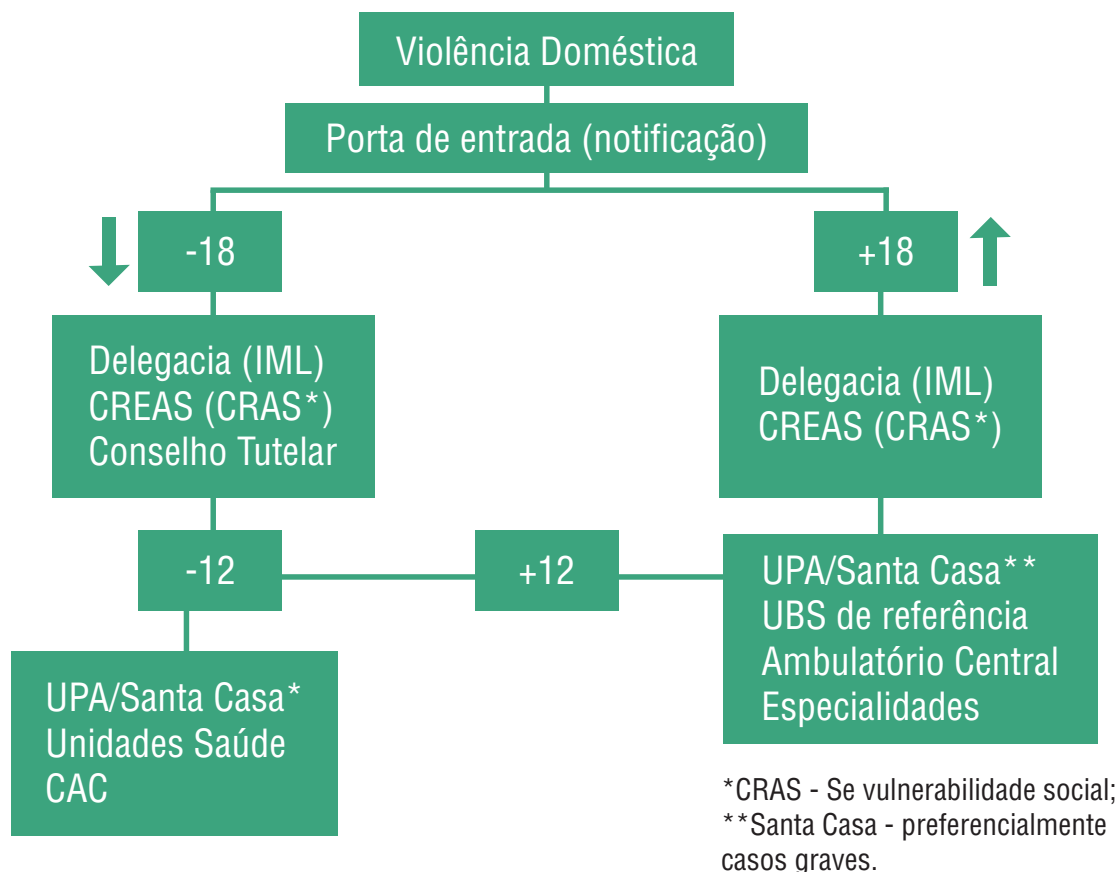 Violência Doméstica
Porta de entrada (notificação)
-18
+18
Delegacia (IML)
CREAS (CRAS*)
Conselho Tutelar
Delegacia (IML)
CREAS (CRAS*)
-12
+12
UPA/Santa Casa**
UBS de referência
Ambulatório Central
Especialidades
UPA/Santa Casa*
Unidades Saúde
CAC
*CRAS - Se vulnerabilidade social;
**Santa Casa - preferencialmente
casos graves.